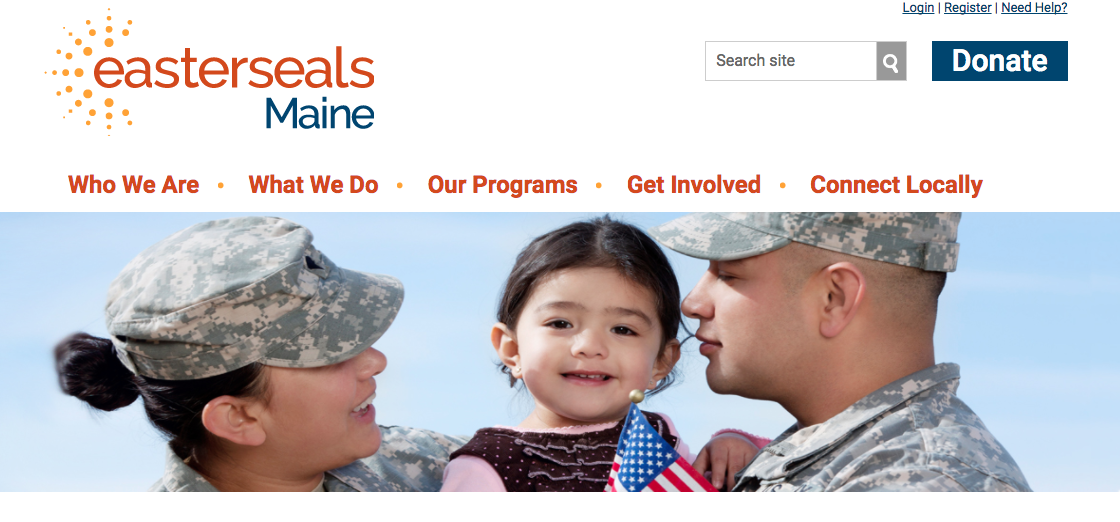 Login | Register | Need Help?
easterseals
Maine
Search site
Donate
Who We Are • What We Do • Our Programs • Get Involved • Connect Locally